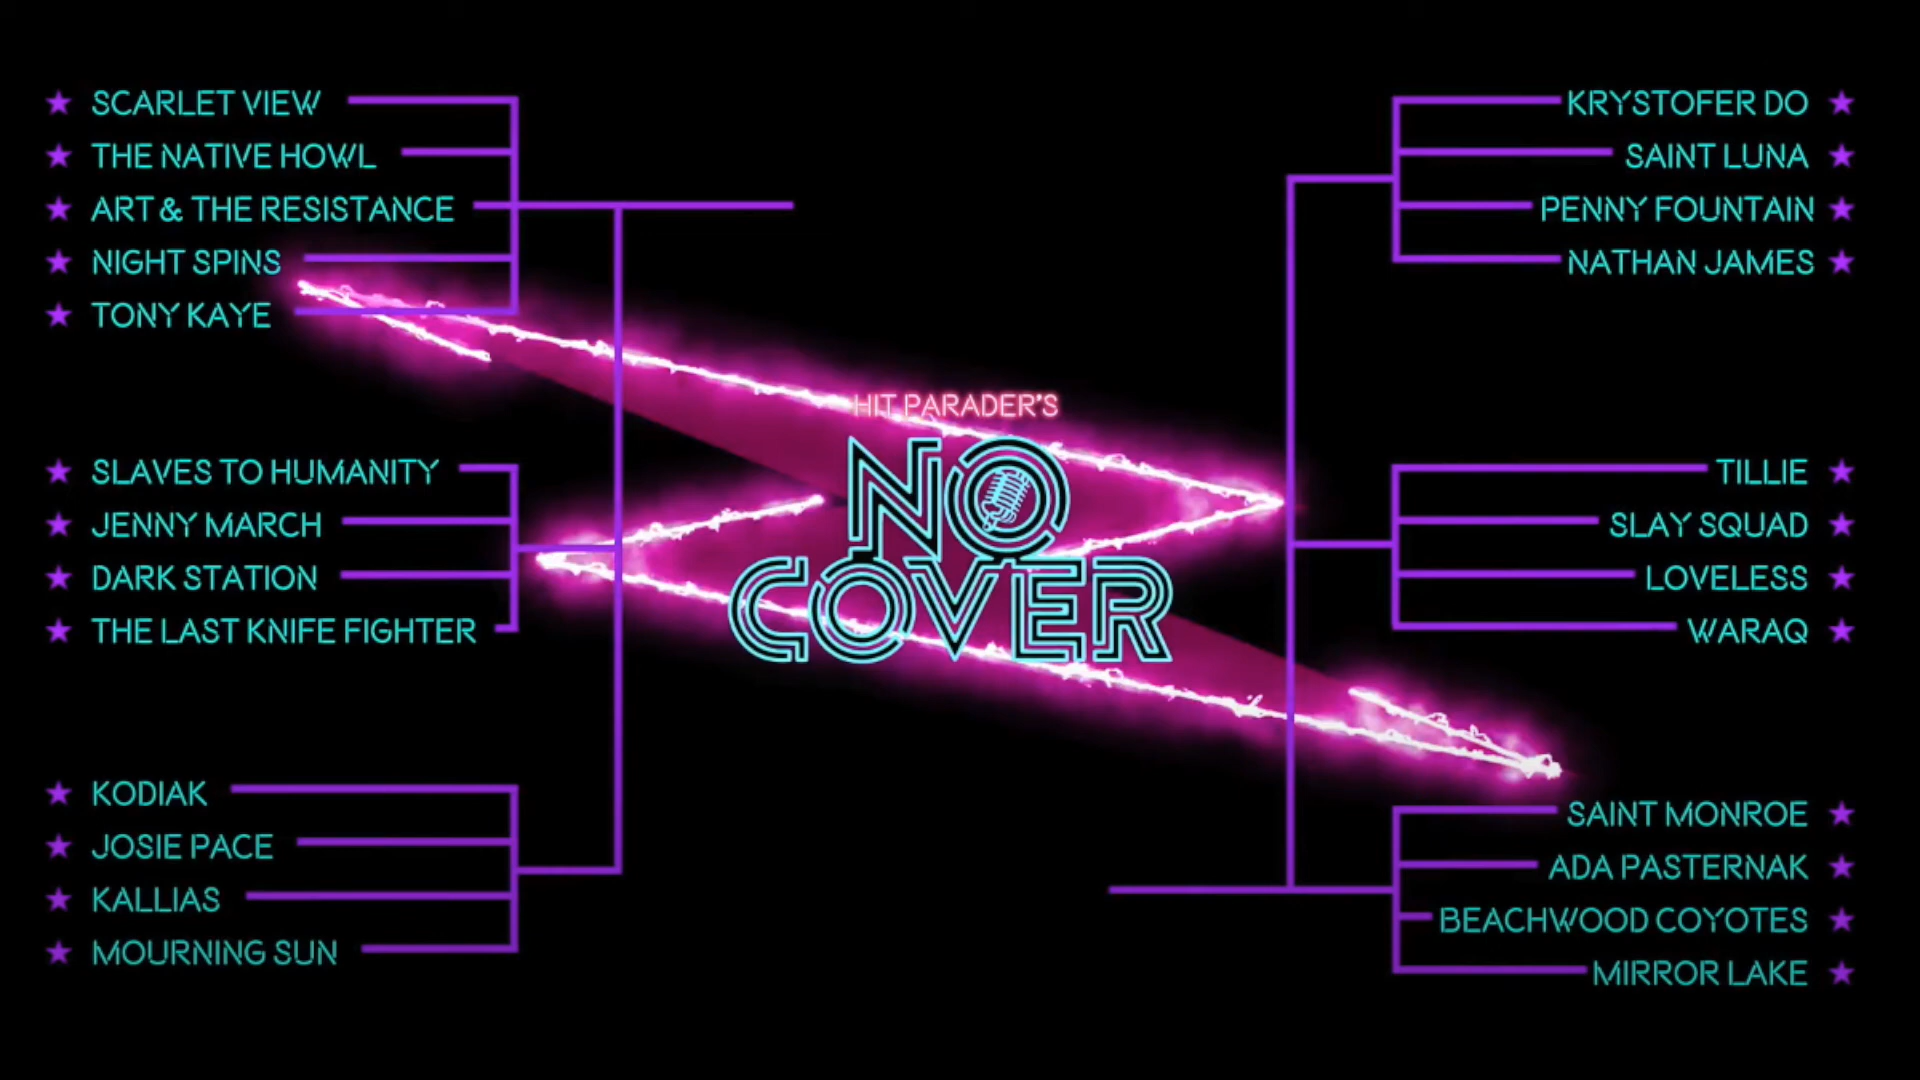 SCARLET VIEW
THE NATIVE HOWL
ART & THE RESISTANCE
NIGHT SPINS
TONY KAYE
SLAVES TO HUMANITY
JENNY MARCH
DARK STATION
THE LAST KNIFE FIGHTER
KODIAK
JOSIE PACE
KALLIAS
MOURNING SUN
HIT PARADER'S
NO
COVER
KRYSTOFER DO
SAINT LUNA
PENNY FOUNTAIN
NATHAN JAMES
TILLIE
SLAY SQUAD
LOVELESS
WARAQ
SAINT MONROE
ADA PASTERNAK
BEACHWOOD COYOTES
MIRROR LAKE